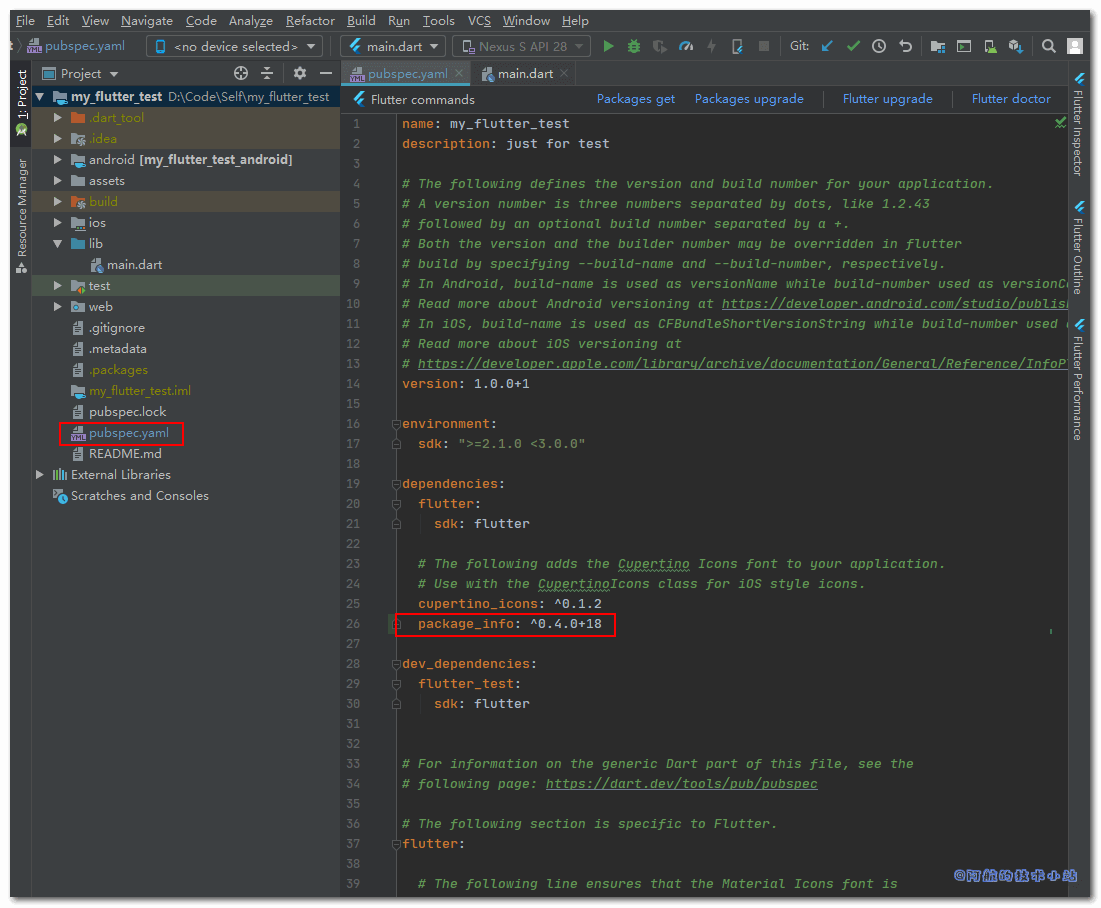 File Edit View Navigate Code Analyze Refactor Build Run Tools VCS Window Help
pubspec.yaml <no device selected> main.dart Nexus S API 28 Git:
Project
pubspec.yaml main.dart
1: Project
Resource Manager
my_flutter_test D:\Code\Self\my_flutter_test
.dart_tool
.idea
android [my_flutter_test_android]
assets
build
ios
lib
main.dart
test
web
.gitignore
.metadata
.packages
my_flutter_test.iml
pubspec.lock
pubspec.yaml
README.md
External Libraries
Scratches and Consoles
Flutter commands Packages get Packages upgrade Flutter upgrade Flutter doctor
1 name: my_flutter_test
2 description: just for test
3
4 # The following defines the version and build number for your application.
5 # A version number is three numbers separated by dots, like 1.2.43
6 # followed by an optional build number separated by a +.
7 # Both the version and the builder number may be overridden in flutter
8 # build by specifying --build-name and --build-number, respectively.
9 # In Android, build-name is used as versionName while build-number used as versionCo
10 # Read more about Android versioning at https://developer.android.com/studio/publish
11 # In iOS, build-name is used as CFBundleShortVersionString while build-number used
12 # Read more about iOS versioning at
13 # https://developer.apple.com/library/archive/documentation/General/Reference/InfoP
14 version: 1.0.0+1
15
16 environment:
17 sdk: ">=2.1.0 <3.0.0"
18
19 dependencies:
20 flutter:
21 sdk: flutter
22
23 # The following adds the Cupertino Icons font to your application.
24 # Use with the CupertinoIcons class for iOS style icons.
25 cupertino_icons: ^0.1.2
26 package_info: ^0.4.0+18
27
28 dev_dependencies:
29 flutter_test:
30 sdk: flutter
31
32
33 # For information on the generic Dart part of this file, see the
34 # following page: https://dart.dev/tools/pub/pubspec
35
36 # The following section is specific to Flutter.
37 flutter:
38
39 # The following line ensures that the Material Icons font is
Flutter Inspector
Flutter Outline
Flutter Performance
@阿航的技术小站